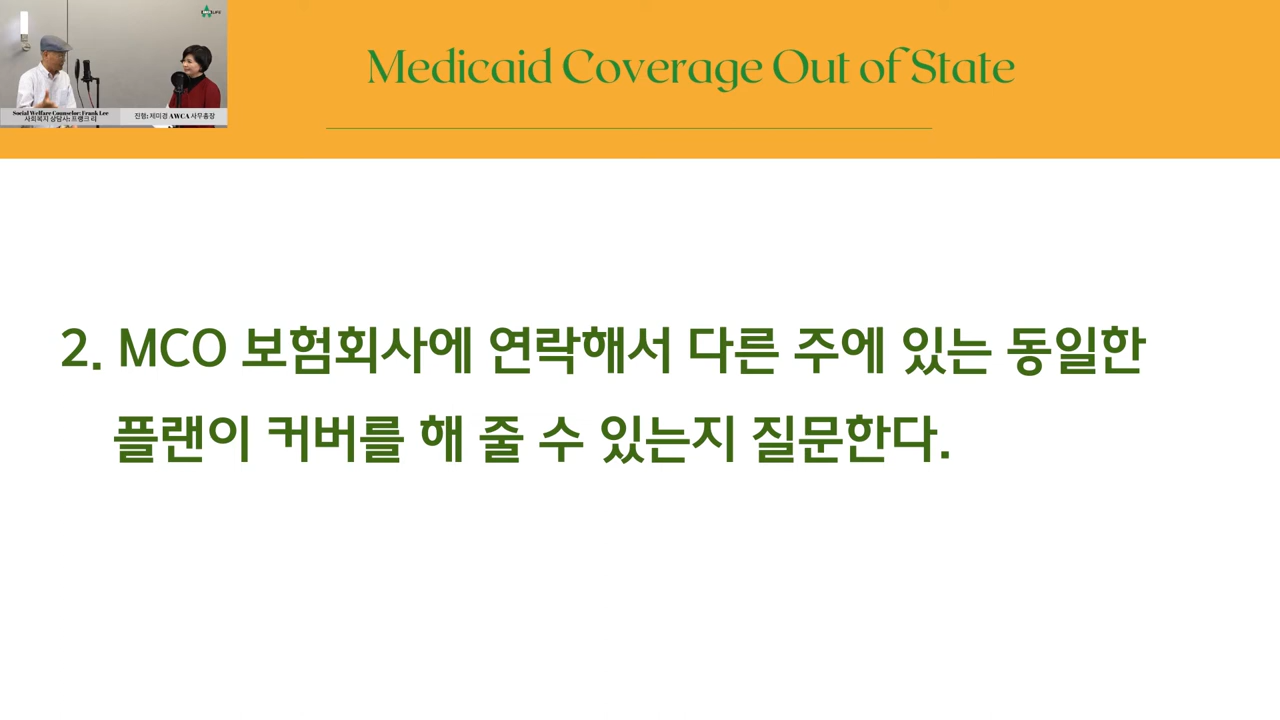 Medicaid Coverage Out of State
Social Welfare Counselor: Frank Lee
사회복지 상담사: 프랭크 리
진행: 제미경 AWCA 사무총장
2. MCO 보험회사에 연락해서 다른 주에 있는 동일한
플랜이 커버를 해 줄 수 있는지 질문한다.